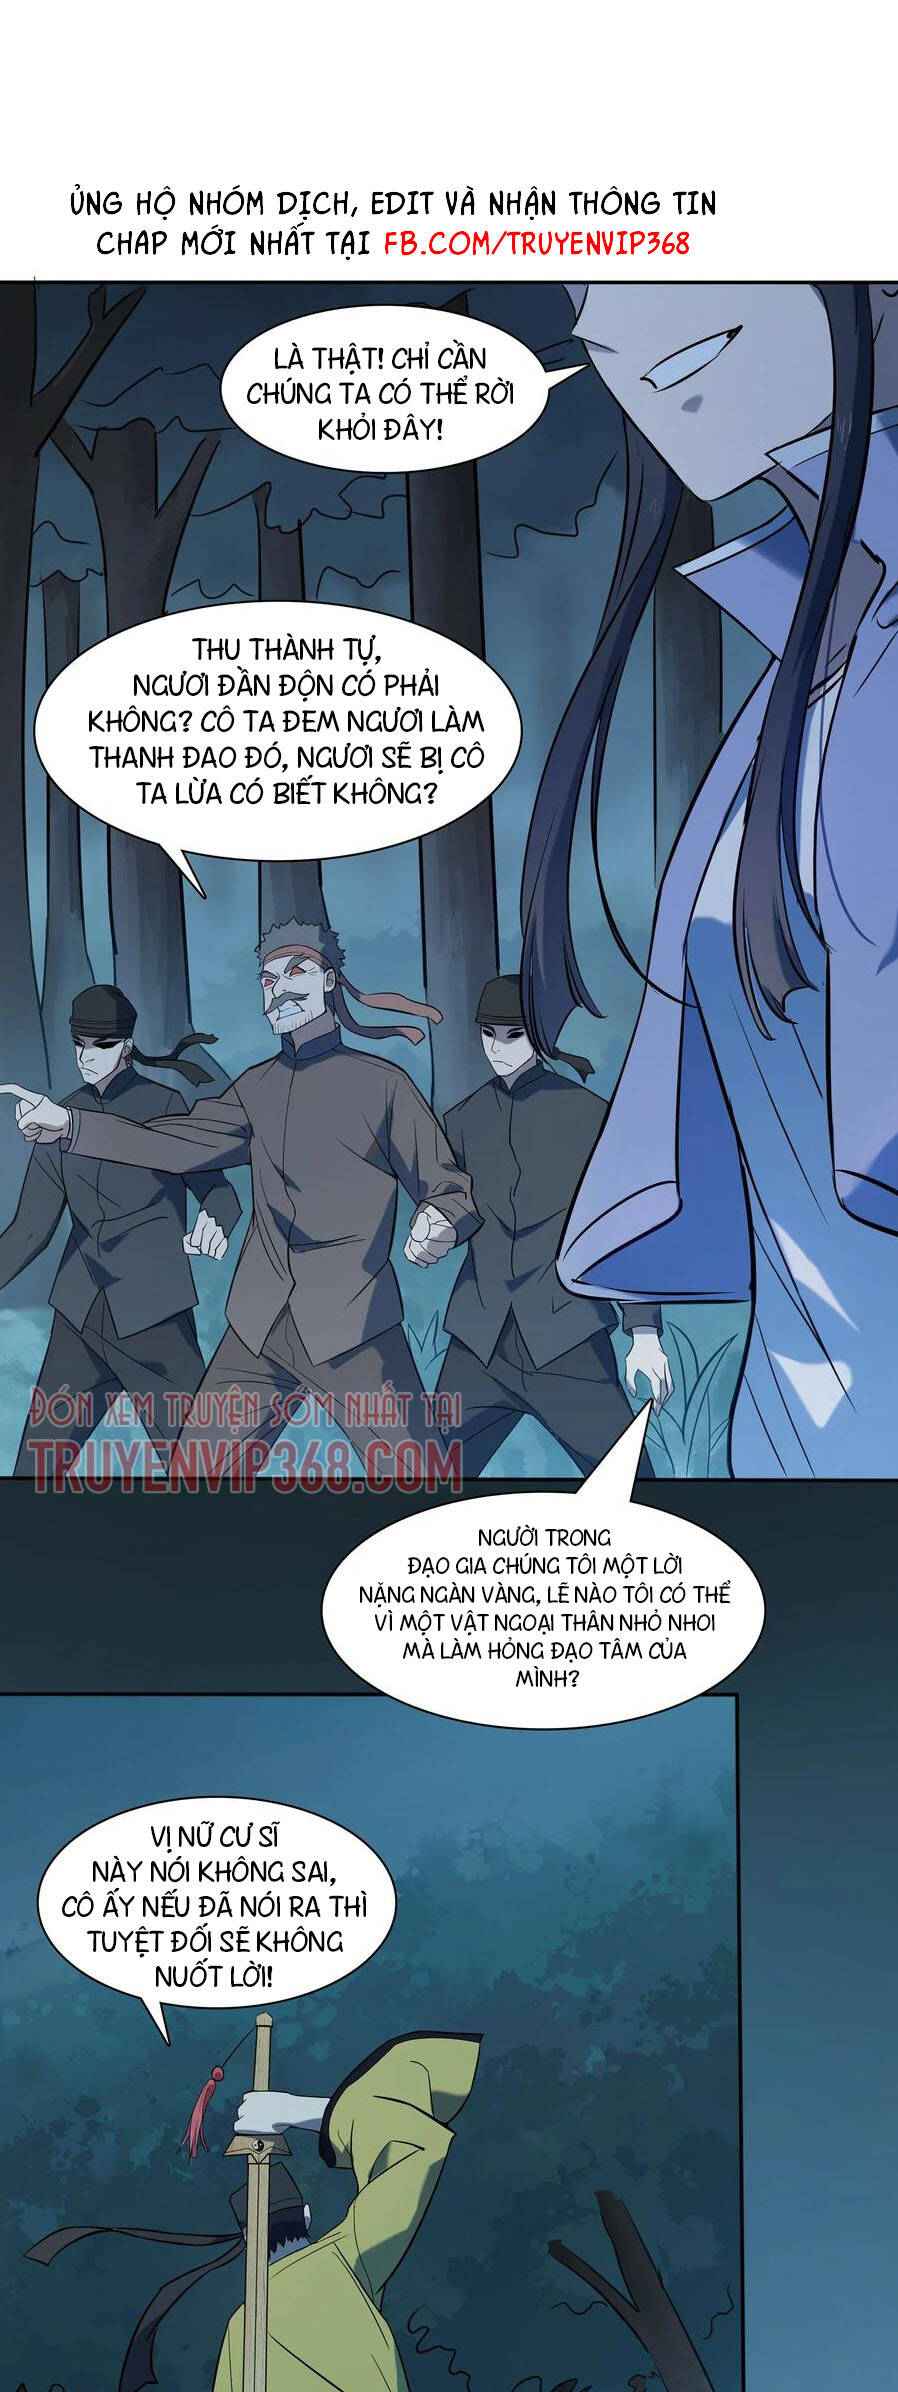 ỦNG HỘ NHÓM DỊCH, EDIT VÀ NHẬN THÔNG TIN
CHAP MỚI NHẤT TẠI FB.COM/TRUYENVIP368
LÀ THẬT! CHỈ CẦN
CHÚNG TA CÓ THỂ RỜI
KHỎI ĐÂY!
THU THÀNH TỰ,
NGƯƠI ĐẦN ĐỘN CÓ PHẢI
KHÔNG? CÔ TA ĐEM NGƯƠI LÀM
THANH ĐAO ĐÓ, NGƯƠI SẼ BỊ CÔ
TA LỪA CÓ BIẾT KHÔNG?
ĐÓN XEM TRUYỆN SỚM NHẤT TẠI
TRUYENVIP368.COM
NGƯỜI TRONG
ĐẠO GIA CHÚNG TÔI MỘT LỜI
NẶNG NGÀN VÀNG, LẼ NÀO TÔI CÓ THỂ
VÌ MỘT VẬT NGOẠI THÂN NHỎ NHOI
MÀ LÀM HỎNG ĐẠO TÂM CỦA
MÌNH?
VỊ NỮ CƯ SĨ
NÀY NÓI KHÔNG SAI,
CÔ ẤY NẾU ĐÃ NÓI RA THÌ
TUYỆT ĐỐI SẼ KHÔNG
NUỐT LỜI!